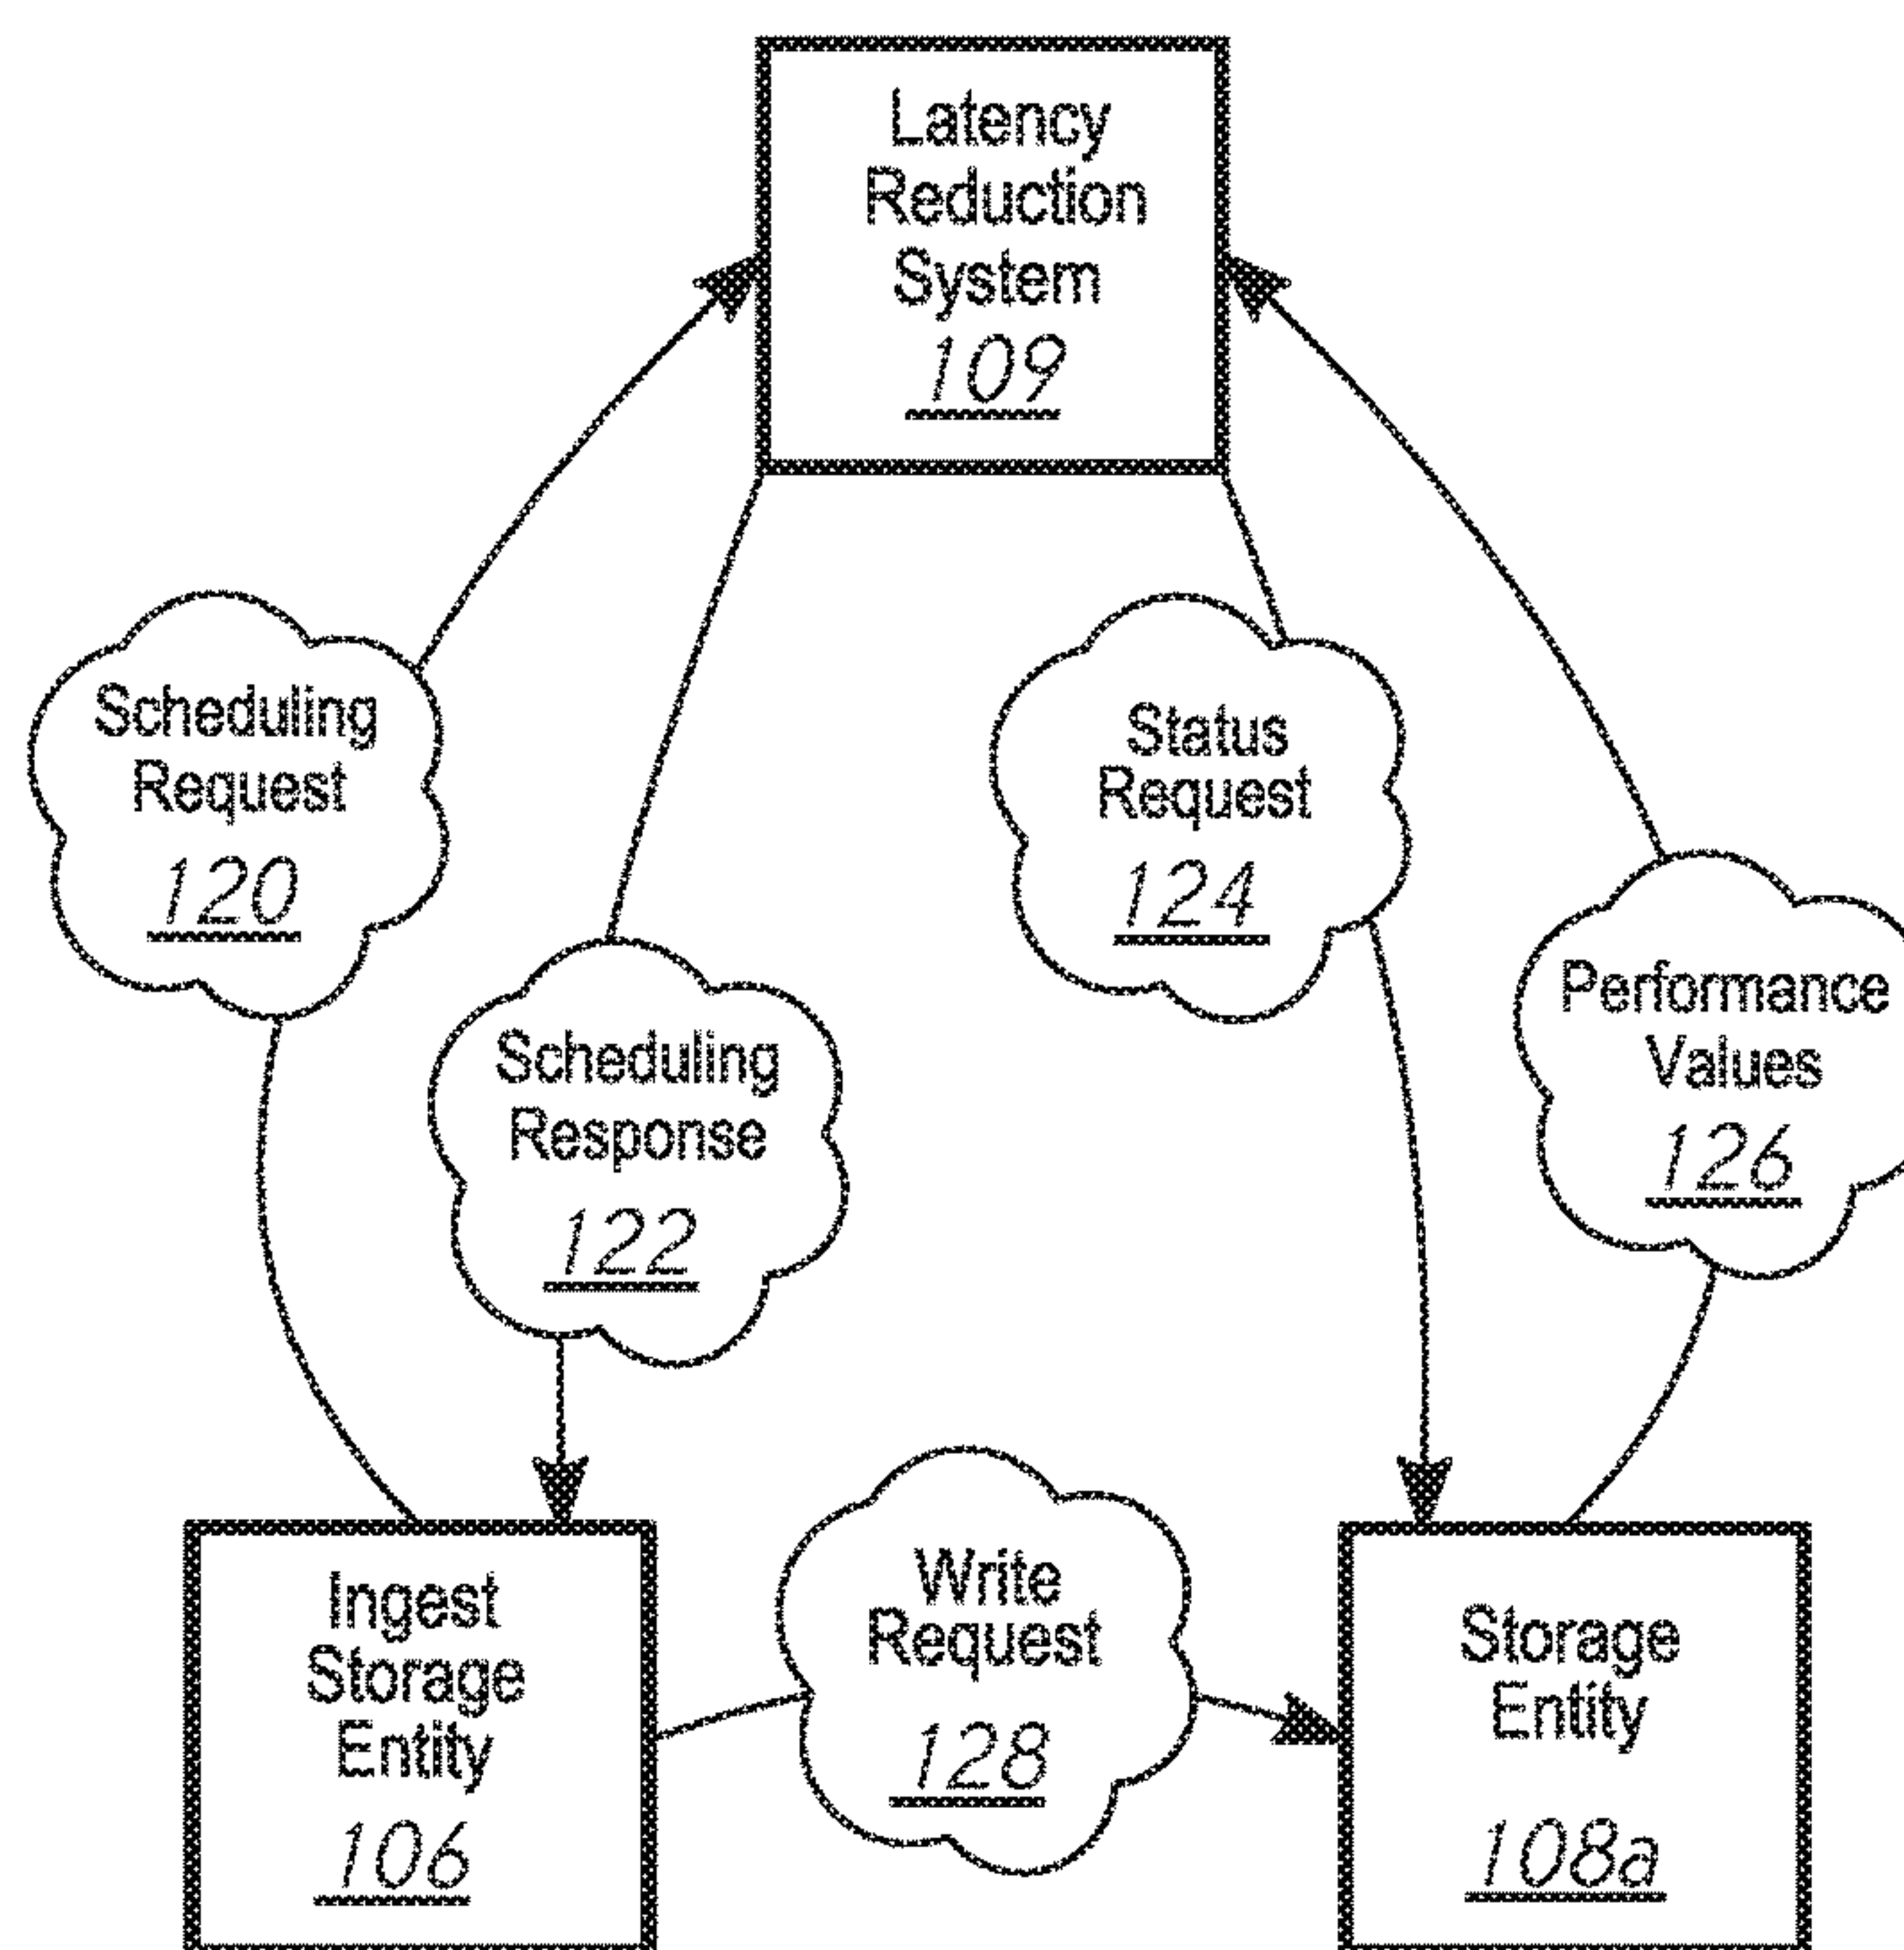 Latency
Reduction
System
109
Scheduling
Request
120
Scheduling
Response
122
Status
Request
124
Performance
Values
126
Ingest
Storage
Entity
106
Write
Request
128
Storage
Entity
108a